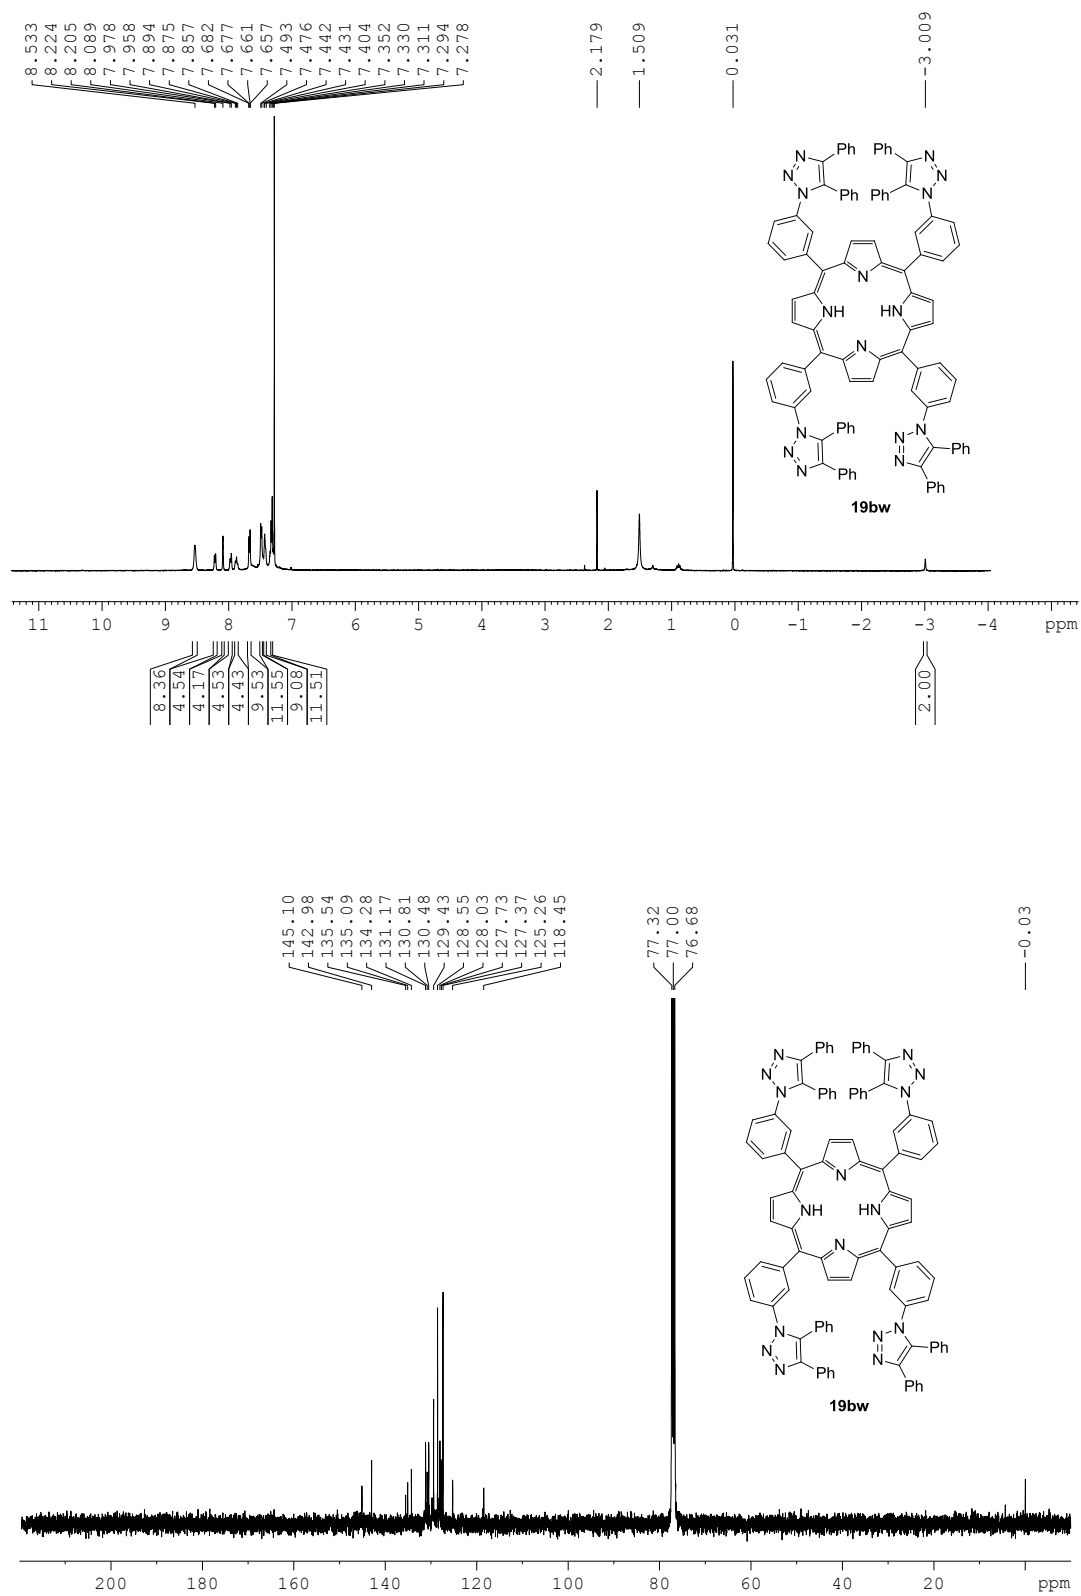 8.533
8.224
8.205
8.089
7.978
7.958
7.894
7.875
7.857
7.682
7.677
7.661
7.657
7.493
7.476
7.442
7.431
7.404
7.352
7.330
7.311
7.294
7.278
2.179
1.509
0.031
-3.009
N Ph Ph N
N Ph Ph N
N N
N
NH HN
N
N Ph N
N N Ph
N Ph N Ph
19bw
11 10 9 8 7 6 5 4 3 2 1 0 -1 -2 -3 -4 ppm
8.36
4.54
4.17
4.53
4.43
9.53
11.55
9.08
11.51
2.00
145.10
142.98
135.54
135.09
134.28
131.17
130.81
130.48
129.43
128.55
128.03
127.73
127.37
125.26
118.45
77.32
77.00
76.68
-0.03
N Ph Ph N
N Ph Ph N
N N
N
NH HN
N
N Ph N
N N Ph
N Ph N Ph
19bw
200 180 160 140 120 100 80 60 40 20 ppm